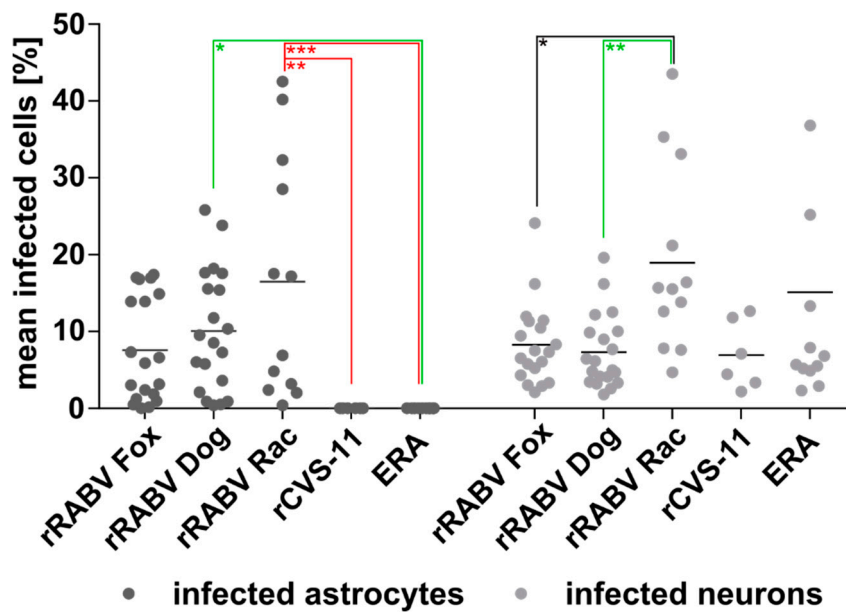 mean infected cells [%]
50
40
30
20
10
0
*
***
**
*
**
rRABV Fox
rRABV Dog
rRABV Rac
rCVS-11
ERA
rRABV Fox
rRABV Dog
rRABV Rac
rCVS-11
ERA
infected astrocytes
infected neurons